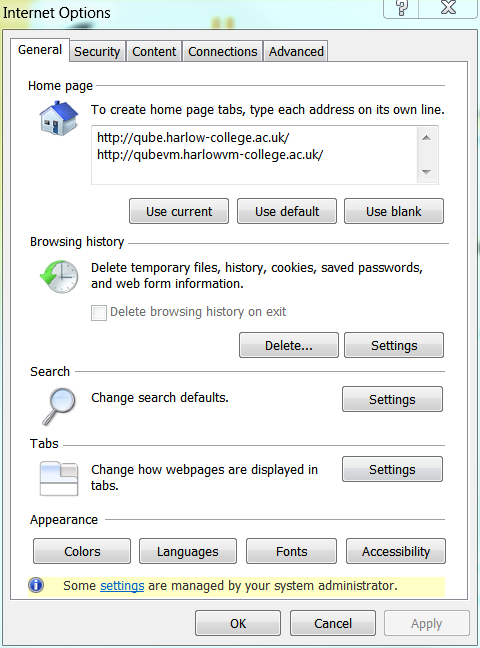 Internet Options
?
General Security Content Connections Advanced
Home page
To create home page tabs, type each address on its own line.
http://qube.harlow-college.ac.uk/
http://qubevm.harlowvm-college.ac.uk/
Use current Use default Use blank
Browsing history
Delete temporary files, history, cookies, saved passwords,
and web form information.
Delete browsing history on exit
Delete... Settings
Search
Change search defaults. Settings
Tabs
Change how webpages are displayed in Settings
tabs.
Appearance
Colors Languages Fonts Accessibility
Some settings are managed by your system administrator.
OK Cancel Apply